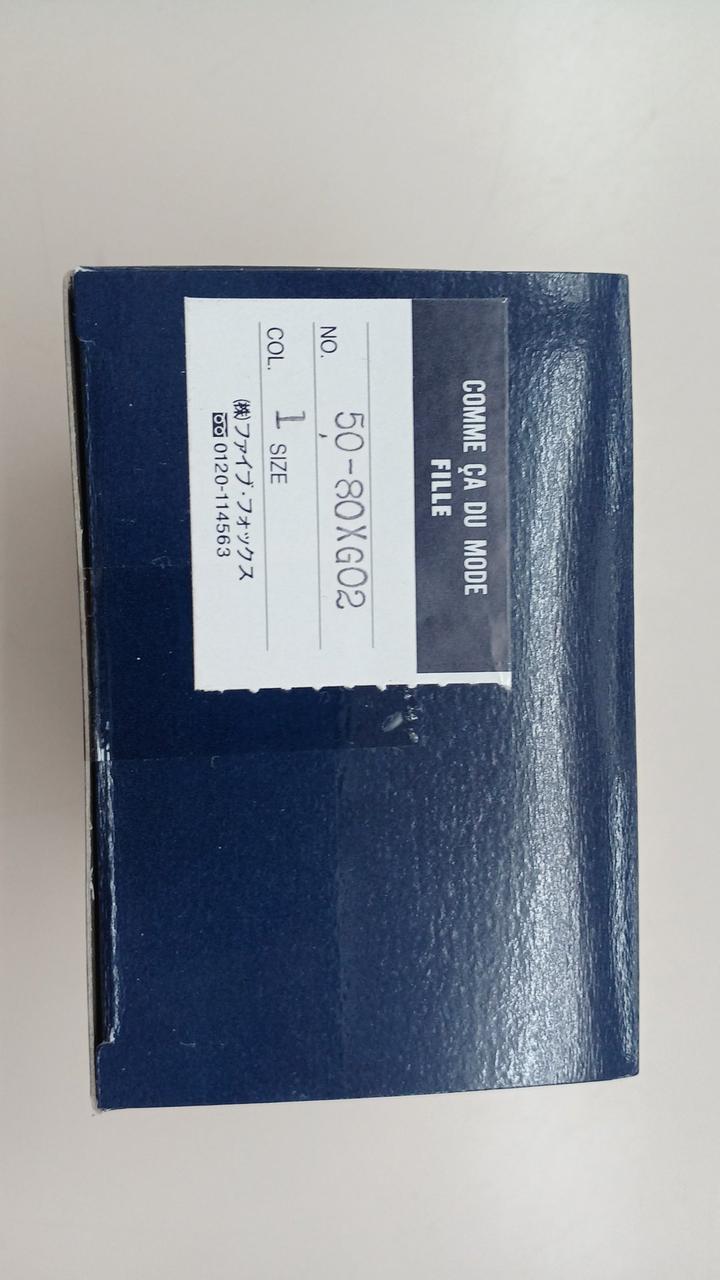 COMME ÇA DU MODE
FILLE
NO. 50-80XG02
COL. 1 SIZE
㈱ファイブ・フォックス
0120-114563